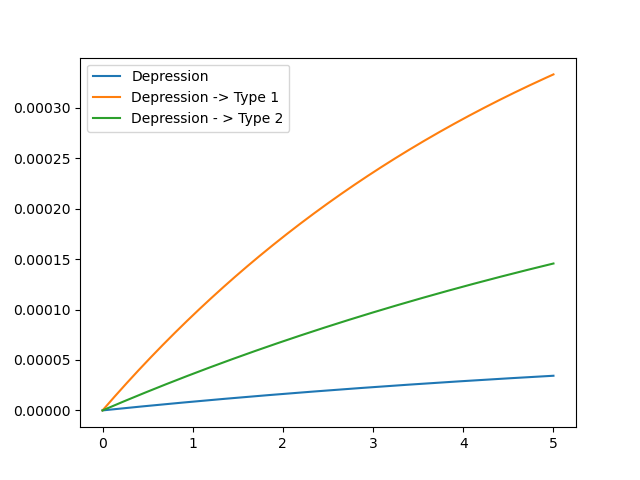 Depression
Depression -> Type 1
Depression - > Type 2
0.00030
0.00025
0.00020
0.00015
0.00010
0.00005
0.00000
0 1 2 3 4 5